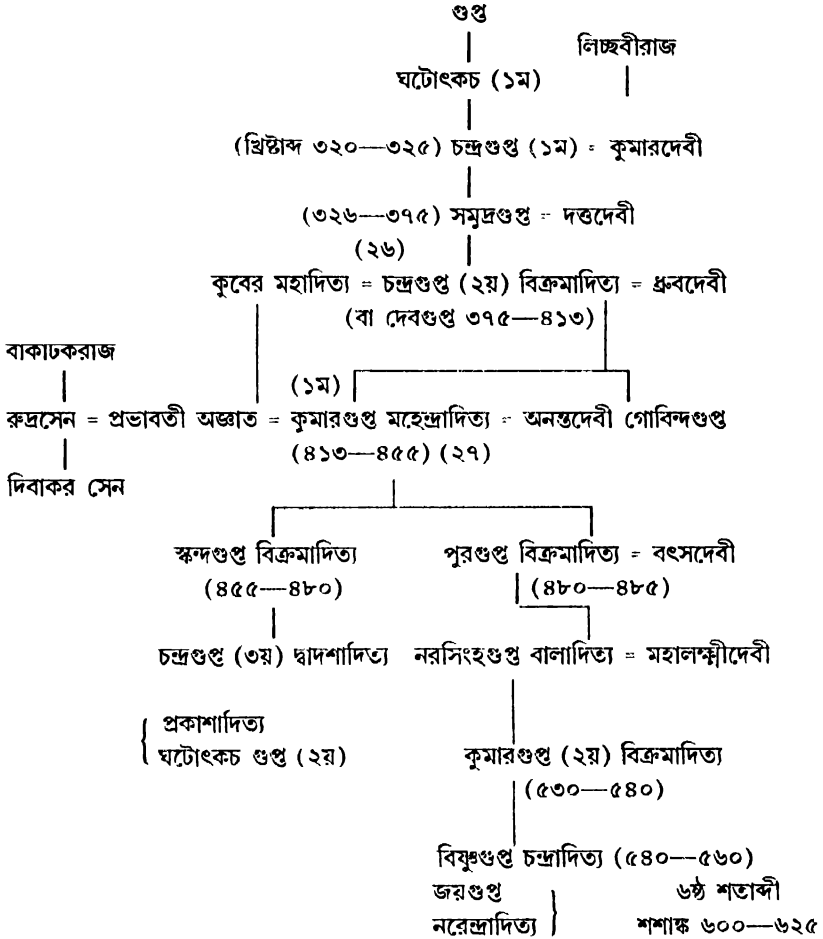 গুপ্ত
লিচ্ছবীরাজ
ঘটোৎকচ (১ম)
(খ্রিষ্টাব্দ ৩২০—৩২৫) চন্দ্রগুপ্ত (১ম) = কুমারদেবী
(৩২৬—৩৭৫) সমুদ্রগুপ্ত = দত্তদেবী
(২৬)
কুবের মহাদিত্য = চন্দ্রগুপ্ত (২য়) বিক্রমাদিত্য = ধ্রুবদেবী
(বা দেবগুপ্ত ৩৭৫—৪১৩)
বাকাঢকরাজ
(১ম)
রুদ্রসেন = প্রভাবতী অজ্ঞাত = কুমারগুপ্ত মহেন্দ্রাদিত্য = অনন্তদেবী গোবিন্দগুপ্ত
(৪১৩—৪৫৫) (২৭)
দিবাকর সেন
স্কন্দগুপ্ত বিক্রমাদিত্য পুরগুপ্ত বিক্রমাদিত্য = বৎসদেবী
(৪৫৫—৪৮০) (৪৮০—৪৮৫)
চন্দ্রগুপ্ত (৩য়) দ্বাদশাদিত্য নরসিংহগুপ্ত বালাদিত্য = মহালক্ষ্মীদেবী
প্রকাশাদিত্য
ঘটোৎকচ গুপ্ত (২য়) কুমারগুপ্ত (২য়) বিক্রমাদিত্য
(৫৩০—৫৪০)
বিষ্ণুগুপ্ত চন্দ্রাদিত্য (৫৪০—৫৬০)
জয়গুপ্ত ৬ষ্ঠ শতাব্দী
নরেন্দ্রাদিত্য শশাঙ্ক ৬০০—৬২৫